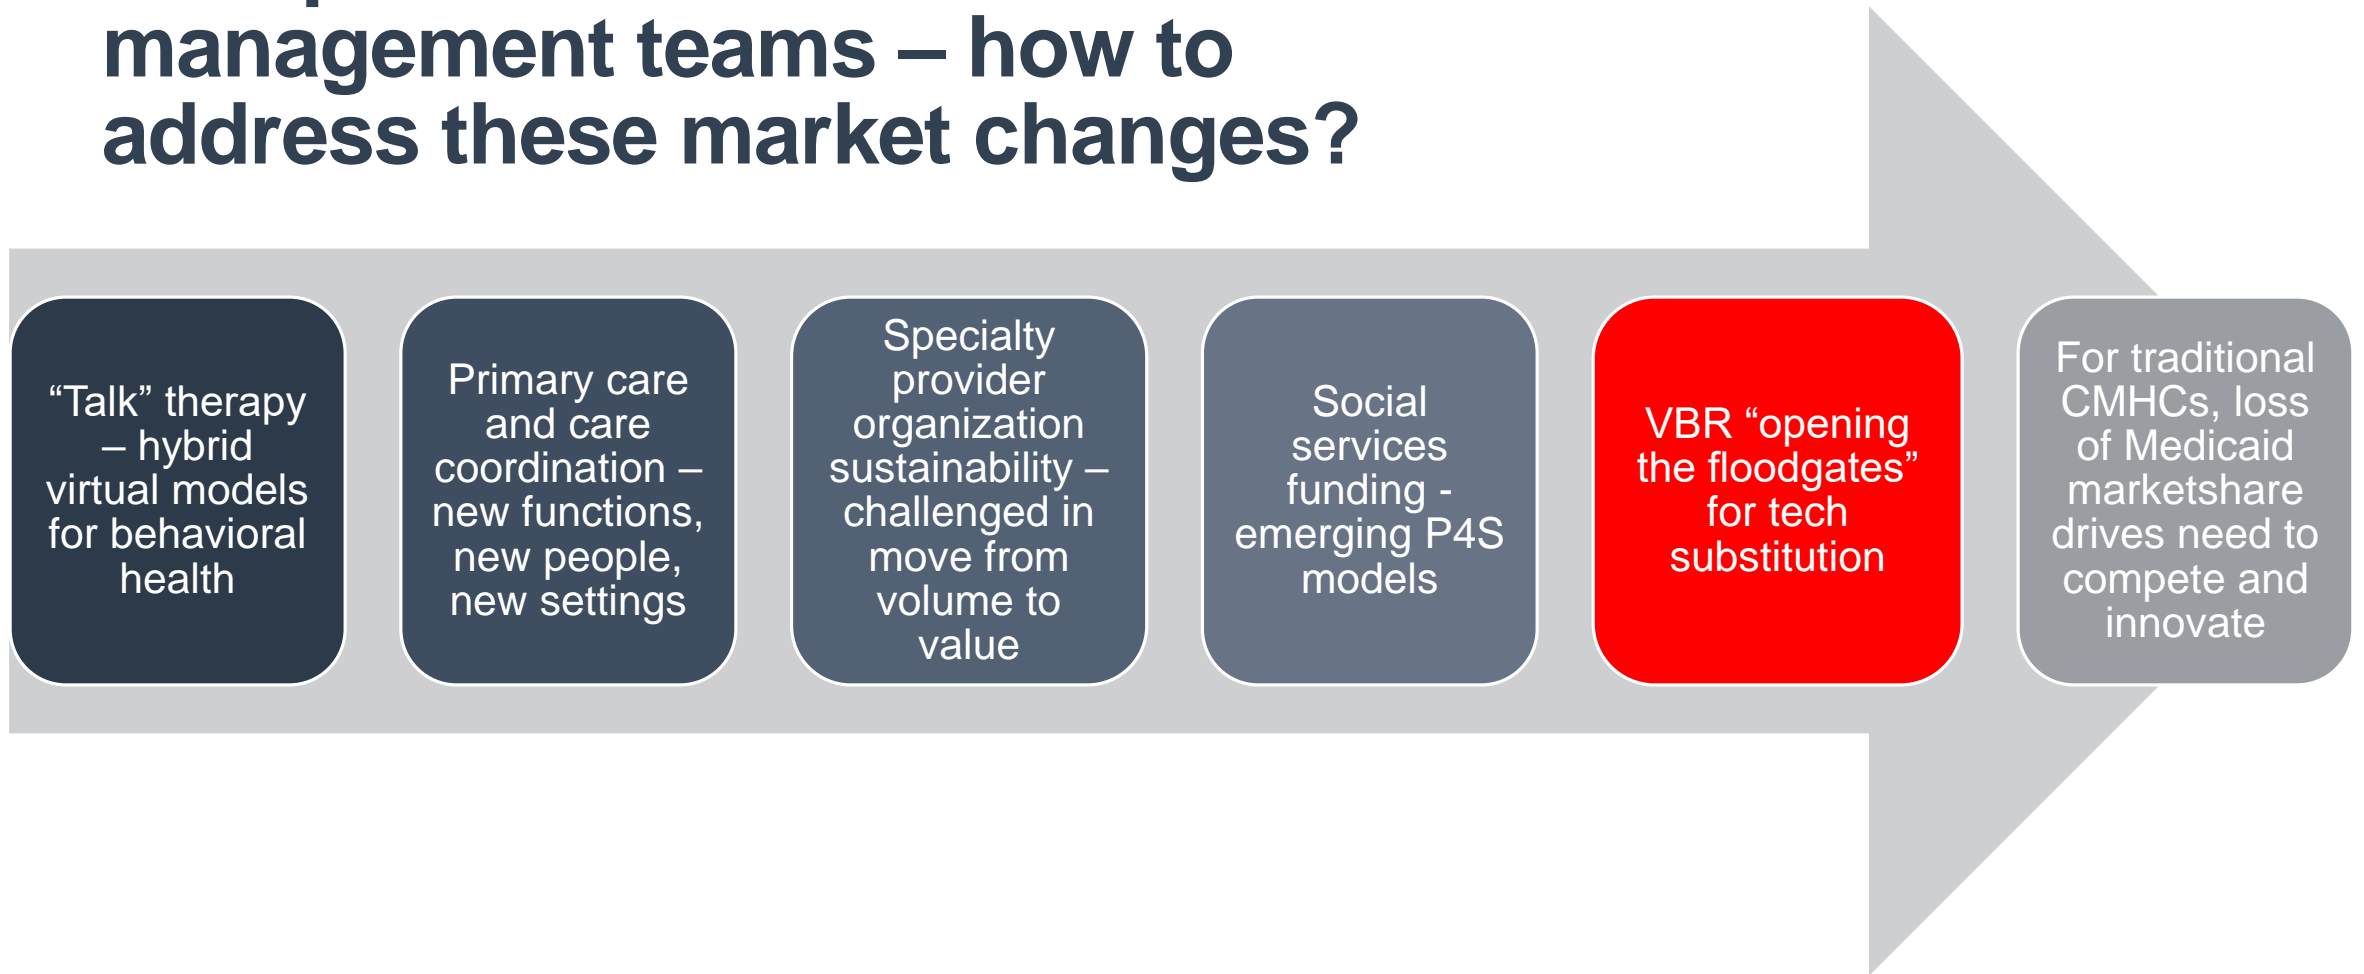 management teams – how to
address these market changes?
“Talk” therapy
– hybrid
virtual models
for behavioral
health
Primary care
and care
coordination –
new functions,
new people,
new settings
Specialty
provider
organization
sustainability –
challenged in
move from
volume to
value
Social
services
funding -
emerging P4S
models
VBR “opening
the floodgates”
for tech
substitution
For traditional
CMHCs, loss
of Medicaid
marketshare
drives need to
compete and
innovate